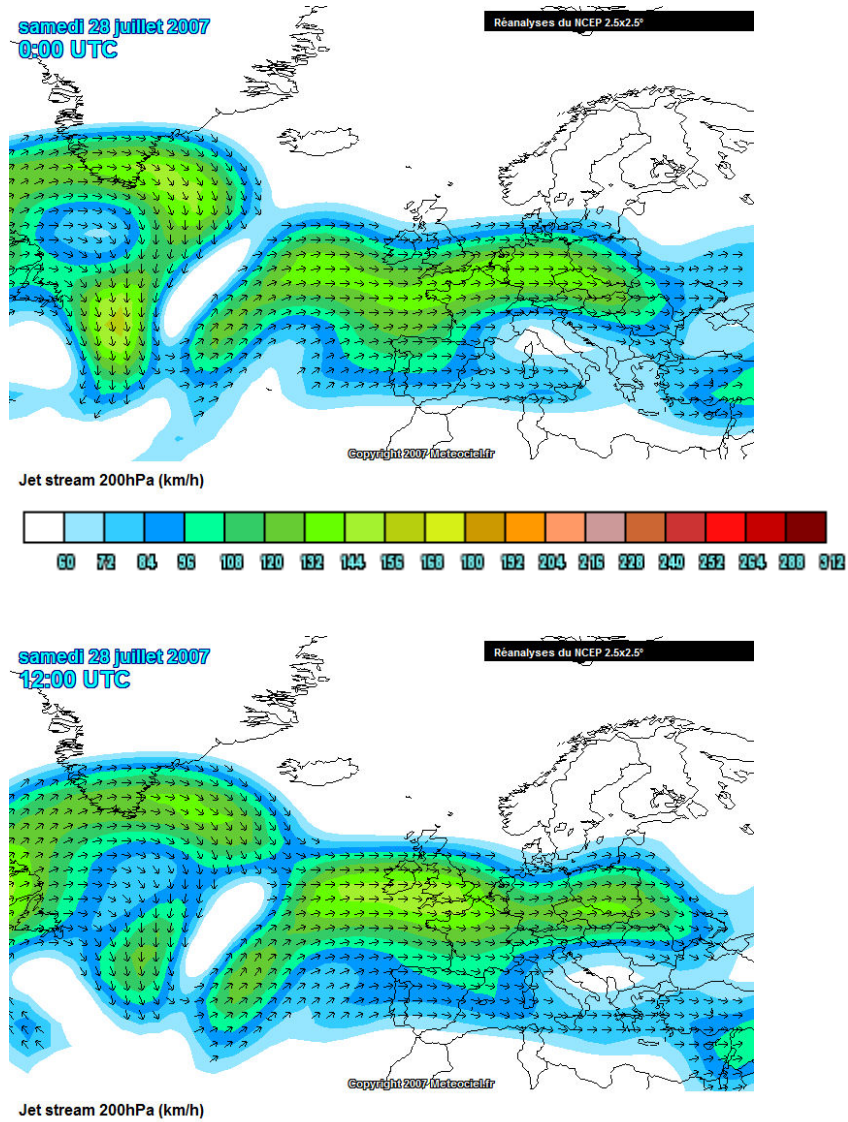 samedi 28 juillet 2007
0:00 UTC
Réanalyses du NCEP 2.5x2.5º
Copyright 2007 Meteociel.fr
Jet stream 200hPa (km/h)
60 72 84 96 108 120 132 144 156 168 180 192 204 216 228 240 252 264 288 312
samedi 28 juillet 2007
12:00 UTC
Réanalyses du NCEP 2.5x2.5º
Copyright 2007 Meteociel.fr
Jet stream 200hPa (km/h)